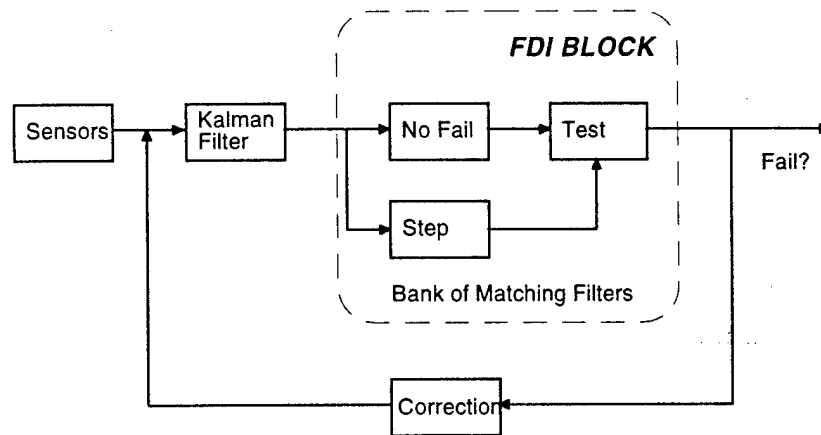 FDI BLOCK
Sensors
Kalman
Filter
No Fail
Test
Fail?
Step
Bank of Matching Filters
Correction